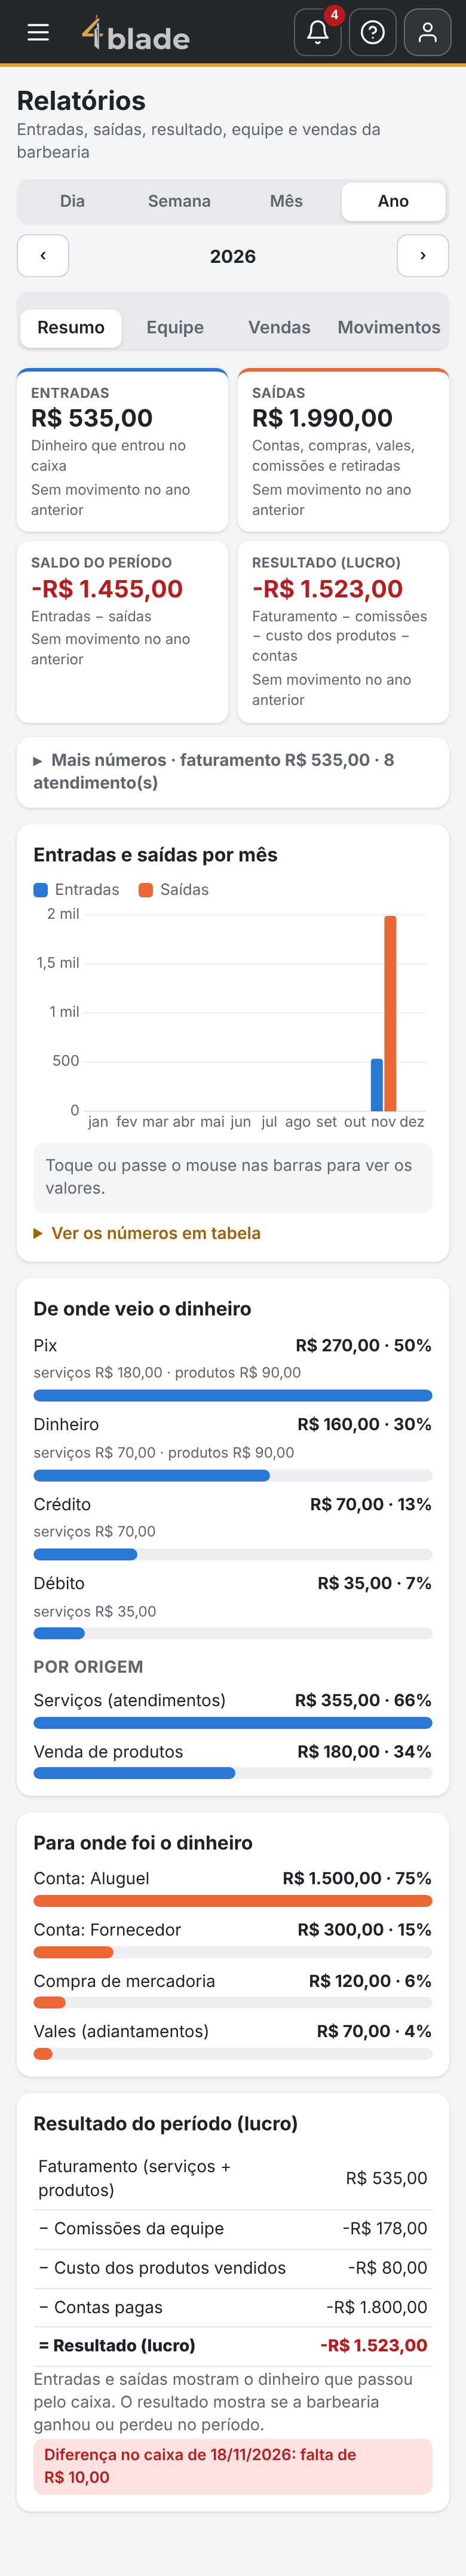 4blade
4
Relatórios
Entradas, saídas, resultado, equipe e vendas da
barbearia
Dia Semana Mês Ano
‹ 2026 ›
Resumo Equipe Vendas Movimentos
ENTRADAS
R$ 535,00
Dinheiro que entrou no
caixa
Sem movimento no ano
anterior
SAÍDAS
R$ 1.990,00
Contas, compras, vales,
comissões e retiradas
Sem movimento no ano
anterior
SALDO DO PERÍODO
-R$ 1.455,00
Entradas − saídas
Sem movimento no ano
anterior
RESULTADO (LUCRO)
-R$ 1.523,00
Faturamento − comissões
− custo dos produtos −
contas
Sem movimento no ano
anterior
▸ Mais números · faturamento R$ 535,00 · 8
atendimento(s)
Entradas e saídas por mês
Entradas Saídas
2 mil
1,5 mil
1 mil
500
0
jan fev mar abr mai jun jul ago set out nov dez
Toque ou passe o mouse nas barras para ver os
valores.
▸ Ver os números em tabela
De onde veio o dinheiro
Pix R$ 270,00 · 50%
serviços R$ 180,00 · produtos R$ 90,00
Dinheiro R$ 160,00 · 30%
serviços R$ 70,00 · produtos R$ 90,00
Crédito R$ 70,00 · 13%
serviços R$ 70,00
Débito R$ 35,00 · 7%
serviços R$ 35,00
POR ORIGEM
Serviços (atendimentos) R$ 355,00 · 66%
Venda de produtos R$ 180,00 · 34%
Para onde foi o dinheiro
Conta: Aluguel R$ 1.500,00 · 75%
Conta: Fornecedor R$ 300,00 · 15%
Compra de mercadoria R$ 120,00 · 6%
Vales (adiantamentos) R$ 70,00 · 4%
Resultado do período (lucro)
Faturamento (serviços +
produtos) R$ 535,00
− Comissões da equipe -R$ 178,00
− Custo dos produtos vendidos -R$ 80,00
− Contas pagas -R$ 1.800,00
= Resultado (lucro) -R$ 1.523,00
Entradas e saídas mostram o dinheiro que passou
pelo caixa. O resultado mostra se a barbearia
ganhou ou perdeu no período.
Diferença no caixa de 18/11/2026: falta de
R$ 10,00